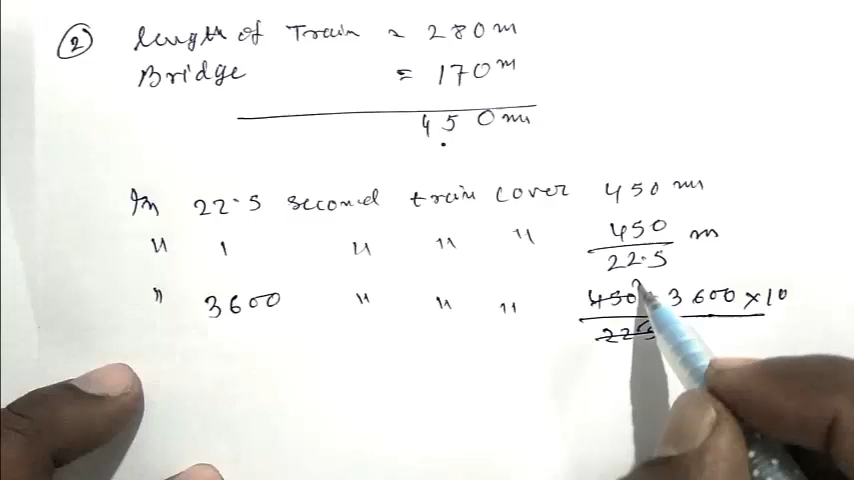 ② length of Train = 280m
Bridge = 170m
450m
In 22.5 second train cover 450 m
" 1 " " " 450 m
22.5
" 3600 " " " 450 3600 x 10
225